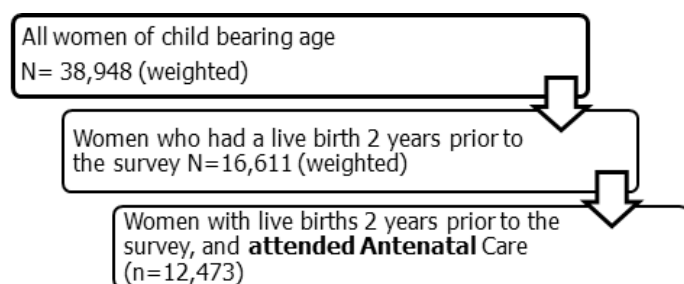 All women of child bearing age
N= 38,948 (weighted)
Women who had a live birth 2 years prior to
the survey N=16,611 (weighted)
Women with live births 2 years prior to the
survey, and attended Antenatal Care
(n=12,473)